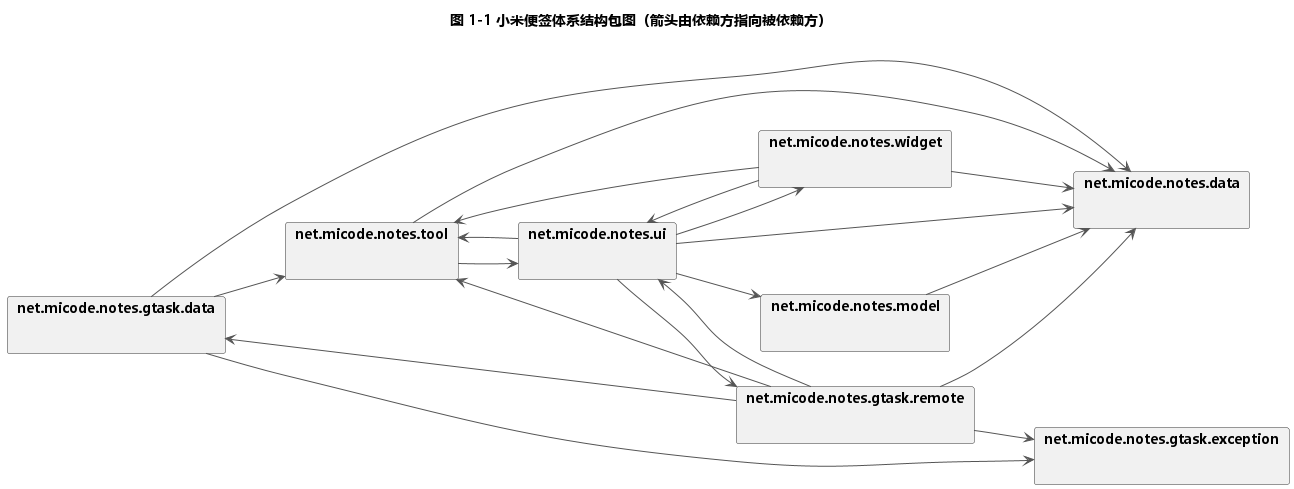 图 1-1 小米便签体系结构包图（箭头由依赖方指向被依赖方）
net.micode.notes.widget
net.micode.notes.data
net.micode.notes.tool
net.micode.notes.ui
net.micode.notes.gtask.data
net.micode.notes.model
net.micode.notes.gtask.remote
net.micode.notes.gtask.exception